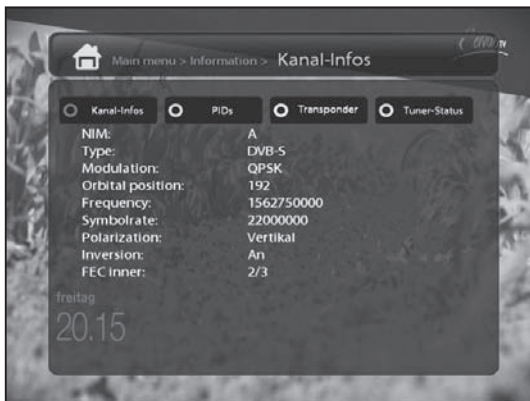 Main menu > Information > Kanal-Infos
Kanal-Infos PIDs Transponder Tuner-Status
NIM: A
Type: DVB-S
Modulation: QPSK
Orbital position: 192
Frequency: 1562750000
Symbolrate: 22000000
Polarization: Vertikal
Inversion: An
FEC inner: 2/3
freitag
20.15